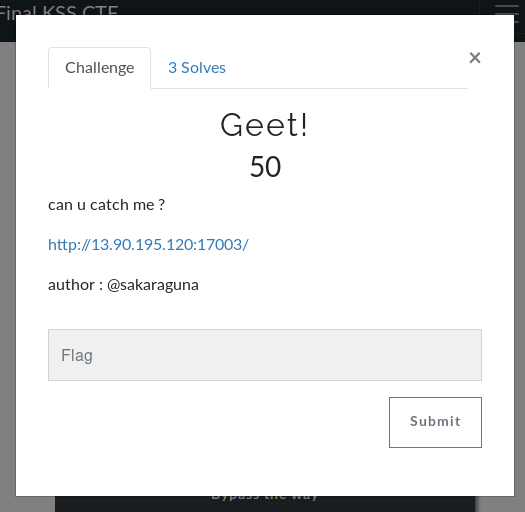 Final KSS CTF
×
Challenge
3 Solves
Geet!
50
can u catch me ?
http://13.90.195.120:17003/
author : @sakaraguna
Flag
Submit
Bypass the way